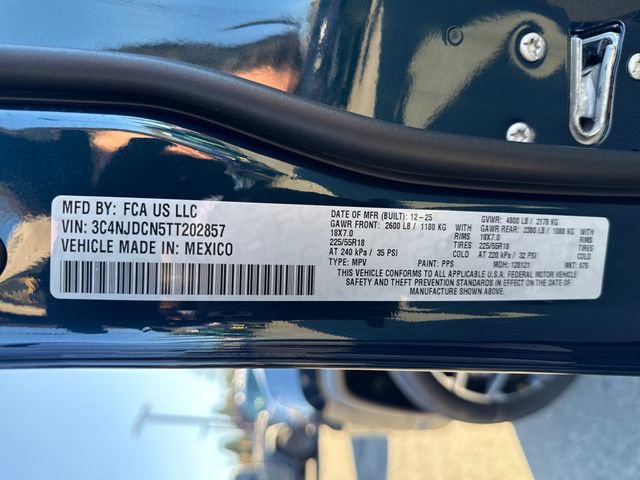 MFD BY: FCA US LLC
VIN: 3C4NJDCN5TT202857
VEHICLE MADE IN: MEXICO
DATE OF MFR (BUILT): 12-25 GVWR: 4800 LB / 2178 KG.
GAWR FRONT: 2600 LB / 1180 KG WITH GAWR REAR: 2380 LB / 1080 KG WITH
18X7.0 RIMS 18X7.0 RIMS
225/55R18 TIRES 225/55R18 TIRES
AT 240 kPa / 35 PSI COLD AT 220 kPa / 32 PSI COLD
TYPE: MPV PAINT: PPS MDH: 120121 MKT: 875
THIS VEHICLE CONFORMS TO ALL APPLICABLE U.S.A. FEDERAL MOTOR VEHICLE
SAFETY AND THEFT PREVENTION STANDARDS IN EFFECT ON THE DATE OF
MANUFACTURE SHOWN ABOVE.